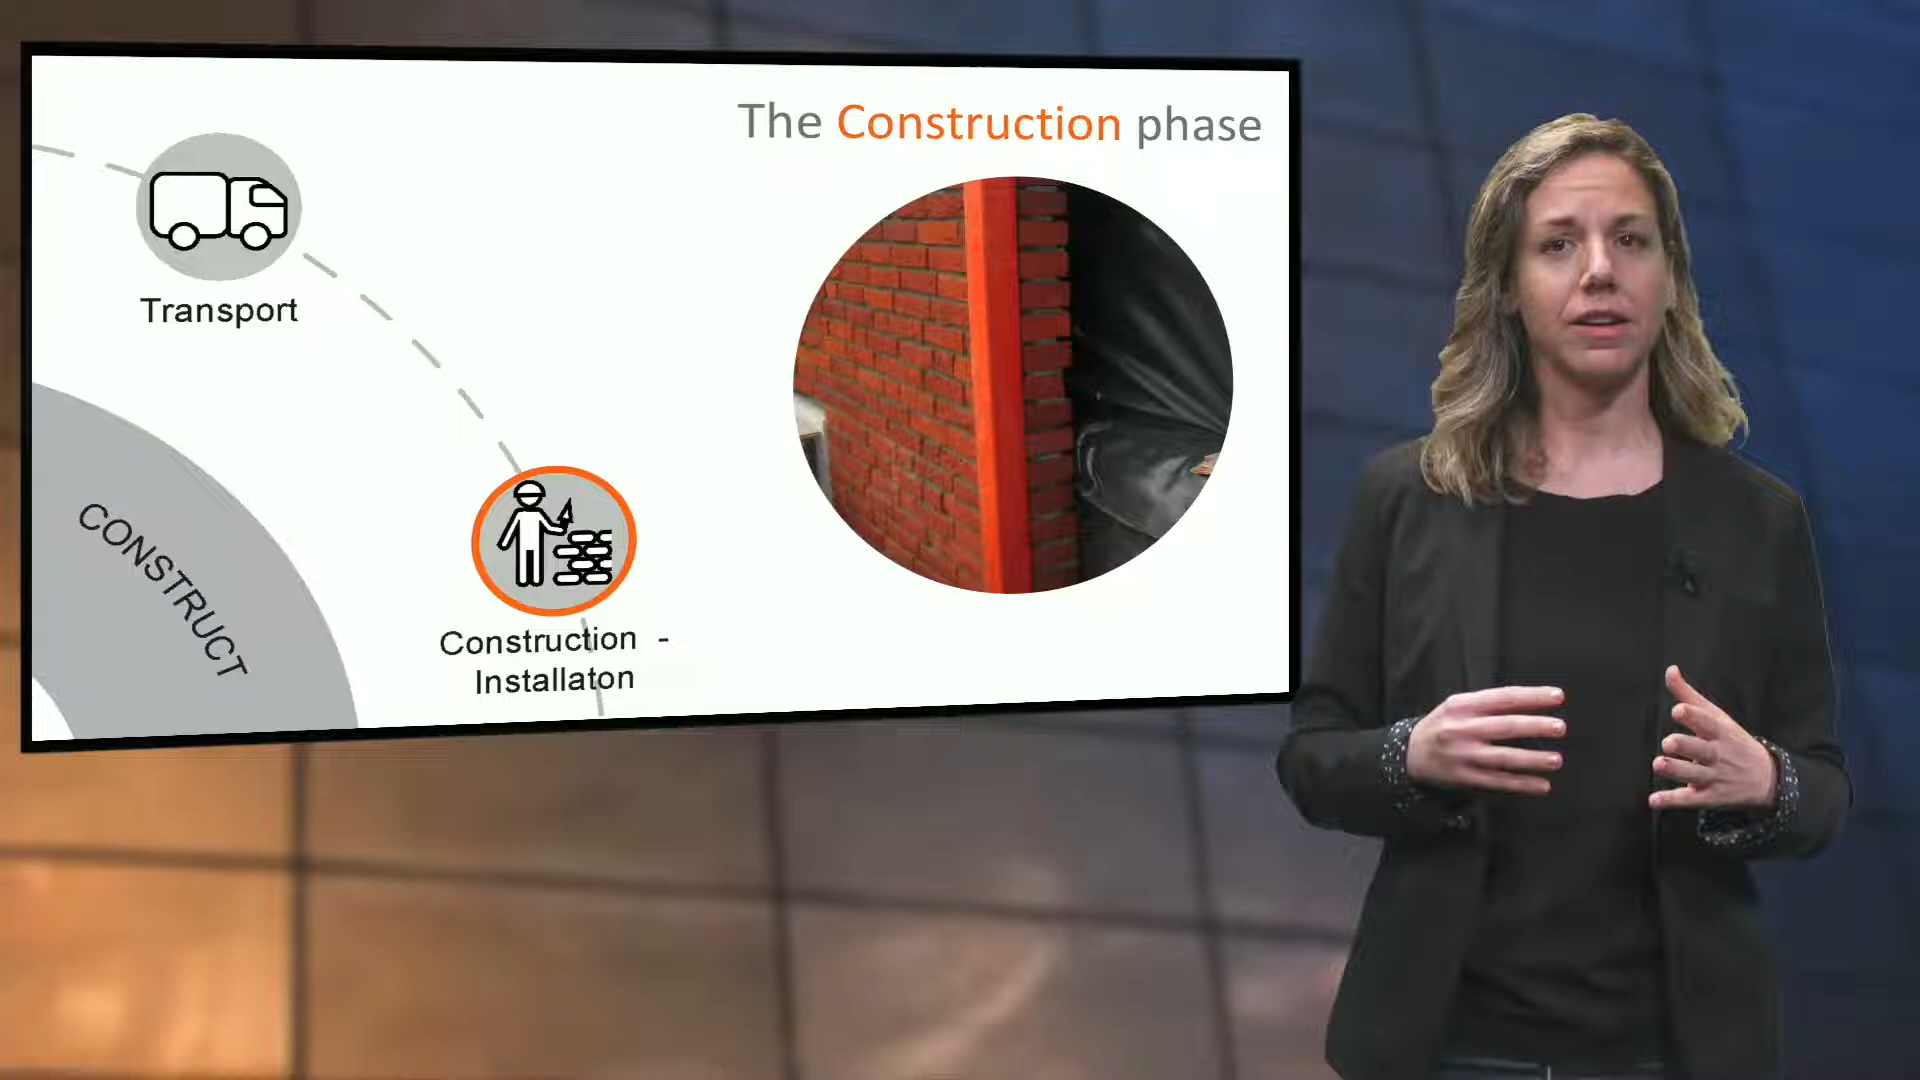 The Construction phase
Transport
CONSTRUCT
Construction -
Installaton